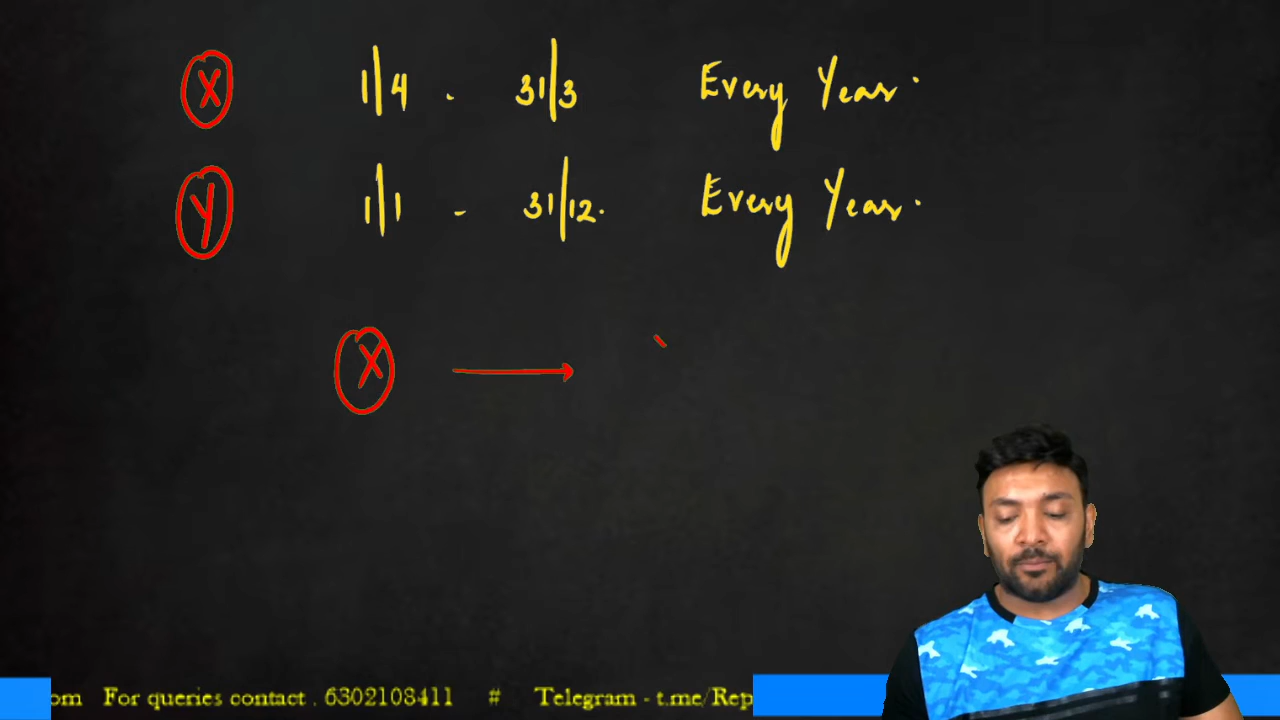 X 1|4 - 31|3 Every Year.
Y 1|1 - 31|12. Every Year.
X →
om For queries contact . 6302108411 # Telegram - t.me/Rep